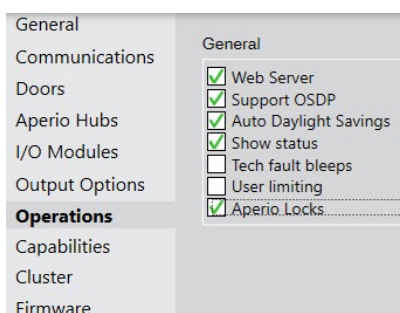 General
Communications
Doors
Aperio Hubs
I/O Modules
Output Options
Operations
Capabilities
Cluster
Firmware
General
Web Server
Support OSDP
Auto Daylight Savings
Show status
Tech fault bleeps
User limiting
Aperio Locks